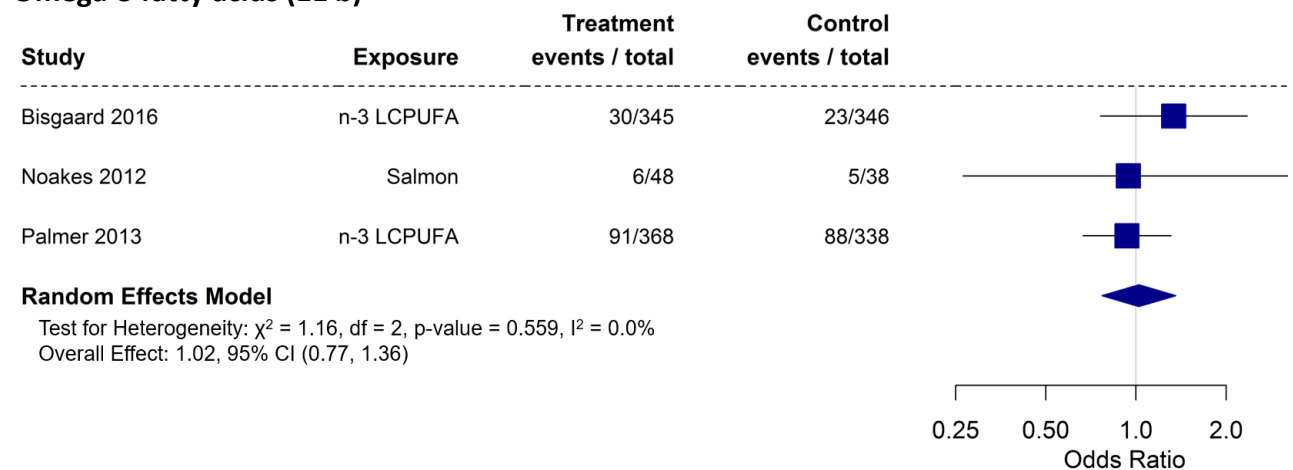 Treatment Control
Study Exposure events / total events / total
Bisgaard 2016 n-3 LCPUFA 30/345 23/346
Noakes 2012 Salmon 6/48 5/38
Palmer 2013 n-3 LCPUFA 91/368 88/338
Random Effects Model
Test for Heterogeneity: χ² = 1.16, df = 2, p-value = 0.559, I² = 0.0%
Overall Effect: 1.02, 95% CI (0.77, 1.36)
0.25 0.50 1.0 2.0
Odds Ratio